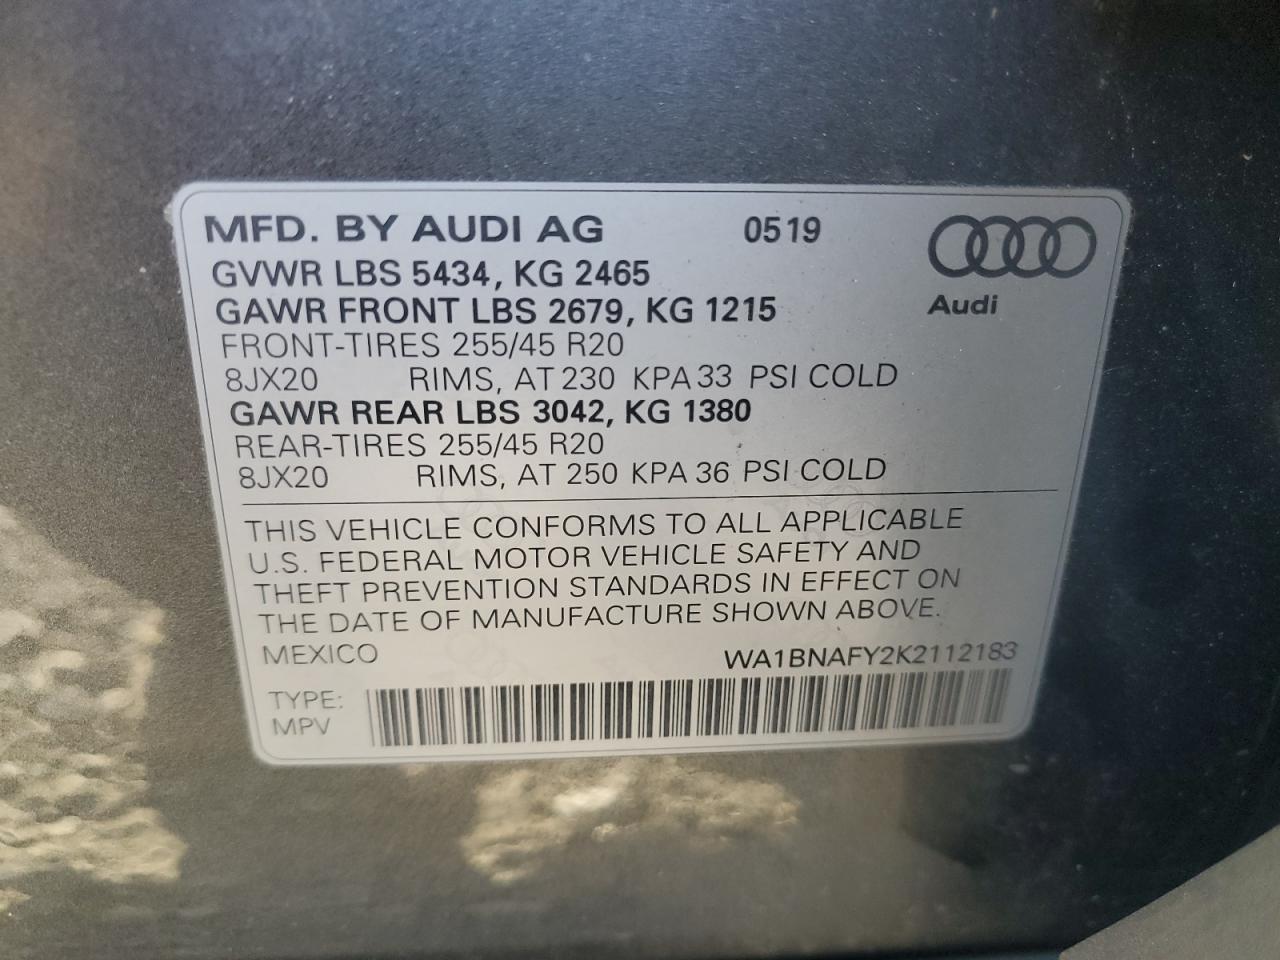 MFD. BY AUDI AG 0519
Audi
GVWR LBS 5434, KG 2465
GAWR FRONT LBS 2679, KG 1215
FRONT-TIRES 255/45 R20
8JX20 RIMS, AT 230 KPA 33 PSI COLD
GAWR REAR LBS 3042, KG 1380
REAR-TIRES 255/45 R20
8JX20 RIMS, AT 250 KPA 36 PSI COLD
THIS VEHICLE CONFORMS TO ALL APPLICABLE
U.S. FEDERAL MOTOR VEHICLE SAFETY AND
THEFT PREVENTION STANDARDS IN EFFECT ON
THE DATE OF MANUFACTURE SHOWN ABOVE.
MEXICO WA1BNAFY2K2112183
TYPE:
MPV